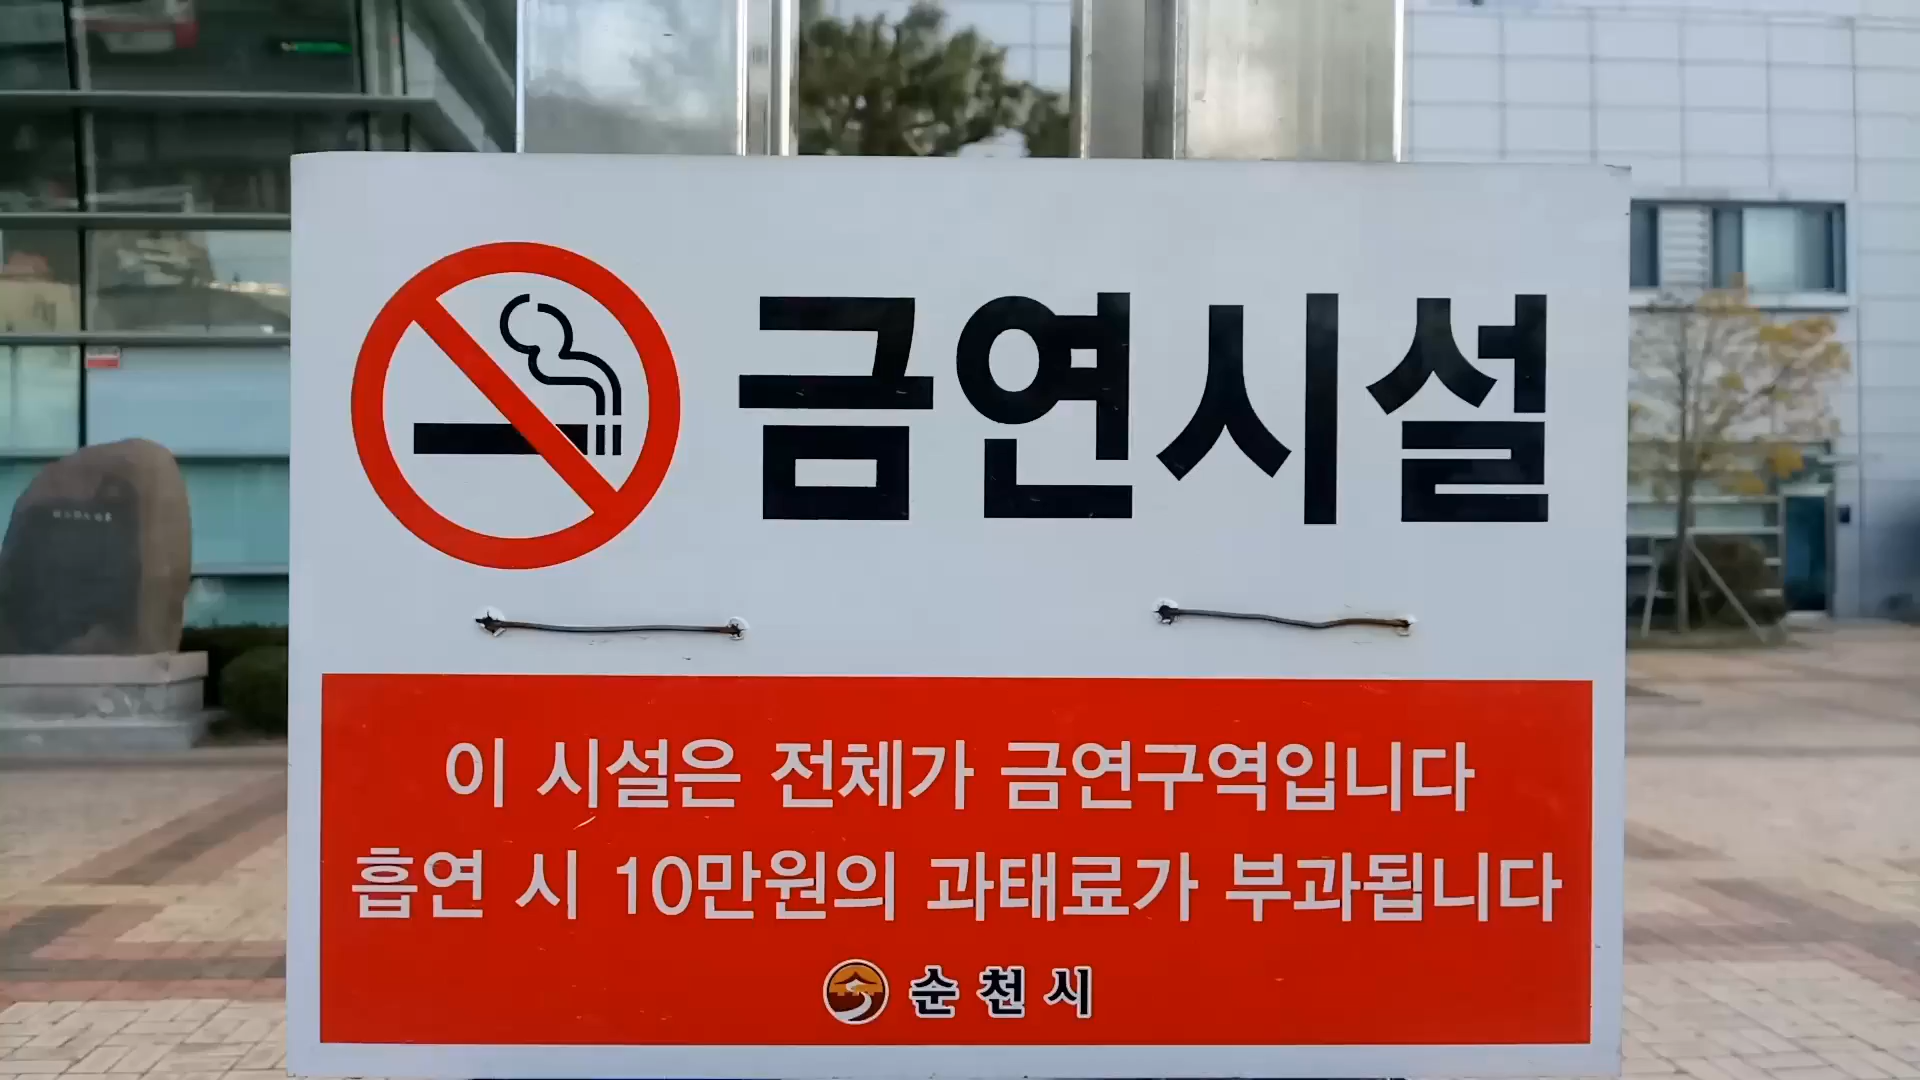 금연시설
이 시설은 전체가 금연구역입니다
흡연 시 10만원의 과태료가 부과됩니다
순천시